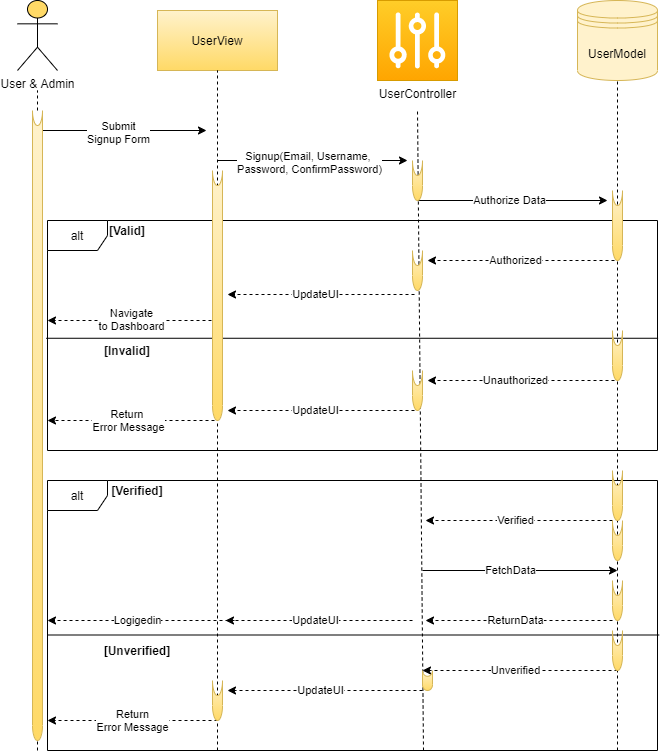 User & Admin
UserView
UserController
UserModel
Submit
Signup Form
Signup(Email, Username,
Password, ConfirmPassword)
Authorize Data
alt
[Valid]
Authorized
UpdateUI
Navigate
to Dashboard
[Invalid]
Unauthorized
UpdateUI
Return
Error Message
alt
[Verified]
Verified
FetchData
Logigedin
UpdateUI
ReturnData
[Unverified]
Unverified
UpdateUI
Return
Error Message